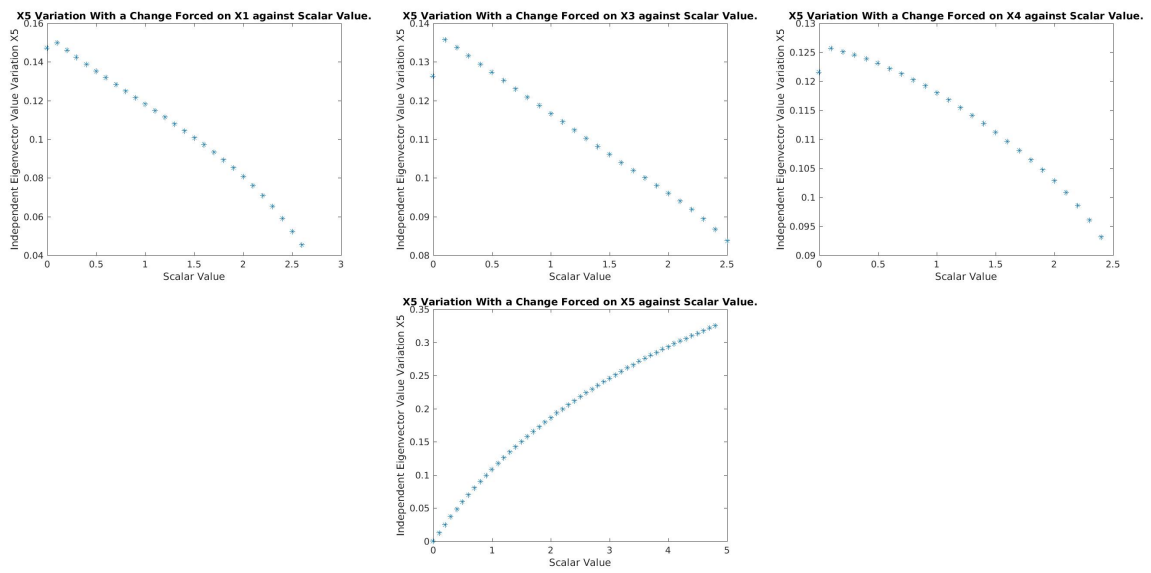 X5 Variation With a Change Forced on X1 against Scalar Value.
Independent Eigenvector Value Variation X5
0.16
0.14
0.12
0.1
0.08
0.06
0.04
0 0.5 1 1.5 2 2.5 3
Scalar Value
X5 Variation With a Change Forced on X3 against Scalar Value.
Independent Eigenvector Value Variation X5
0.14
0.13
0.12
0.11
0.1
0.09
0.08
0 0.5 1 1.5 2 2.5
Scalar Value
X5 Variation With a Change Forced on X4 against Scalar Value.
Independent Eigenvector Value Variation X5
0.13
0.125
0.12
0.115
0.11
0.105
0.1
0.095
0.09
0 0.5 1 1.5 2 2.5
Scalar Value
X5 Variation With a Change Forced on X5 against Scalar Value.
Independent Eigenvector Value Variation X5
0.35
0.3
0.25
0.2
0.15
0.1
0.05
0
0 1 2 3 4 5
Scalar Value